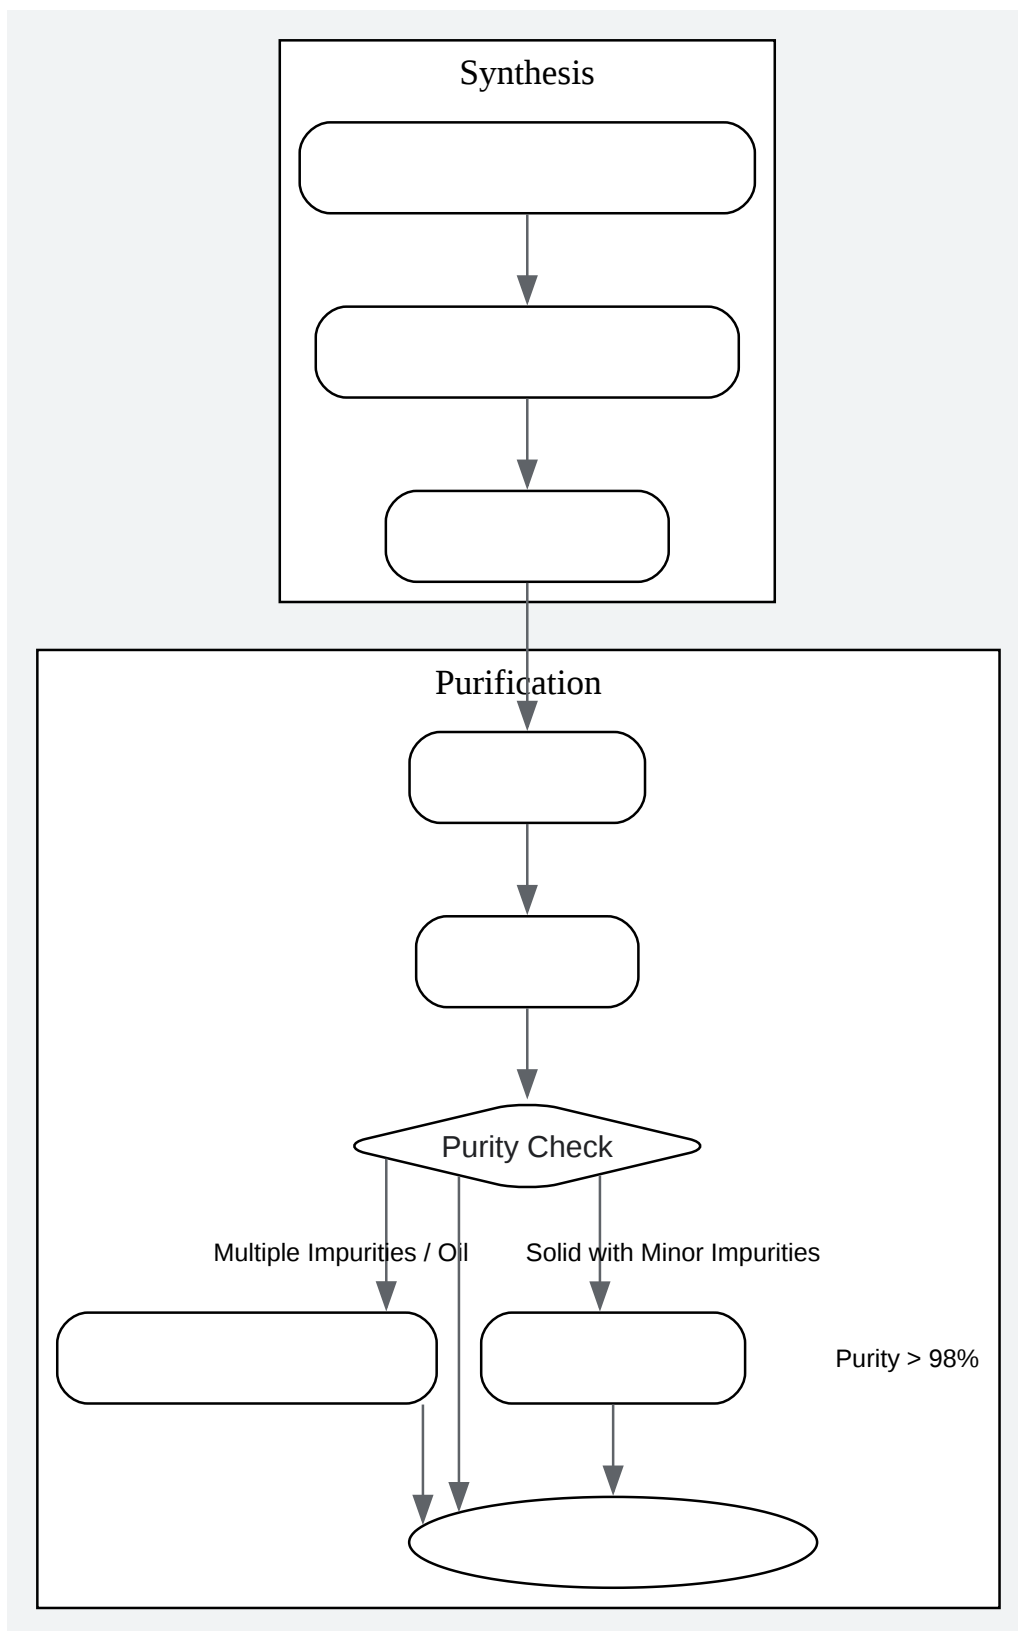 Synthesis
Purification
Purity Check
Multiple Impurities / Oil
Solid with Minor Impurities
Purity > 98%